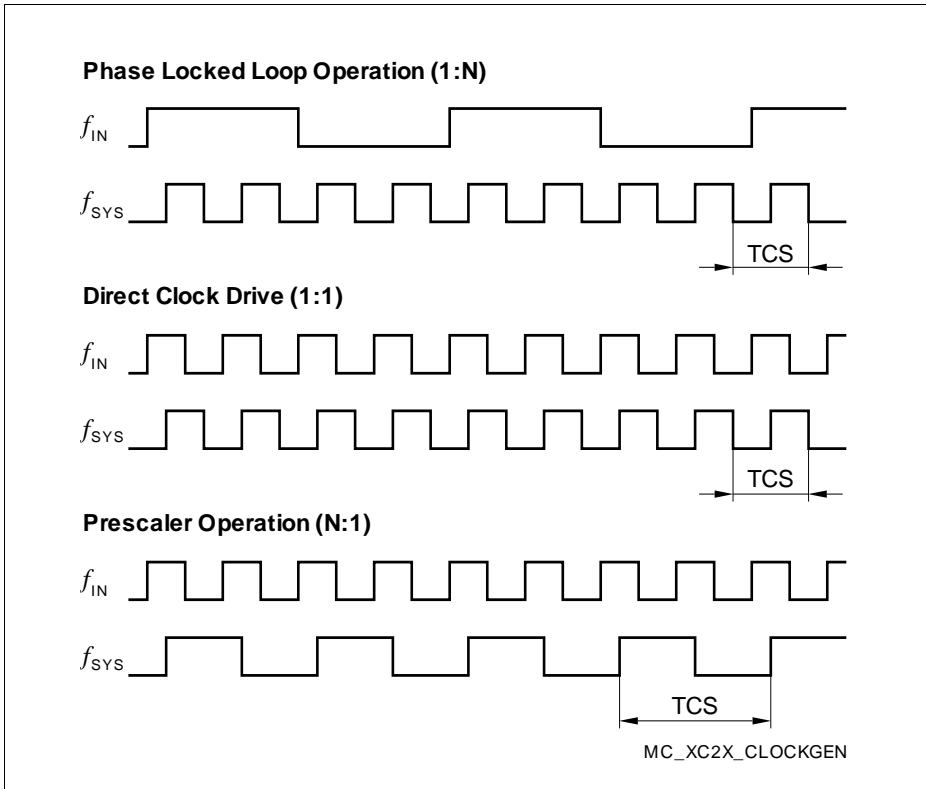 Phase Locked Loop Operation (1:N)
fIN
fSYS
TCS
Direct Clock Drive (1:1)
fIN
fSYS
TCS
Prescaler Operation (N:1)
fIN
fSYS
TCS
MC_XC2X_CLOCKGEN